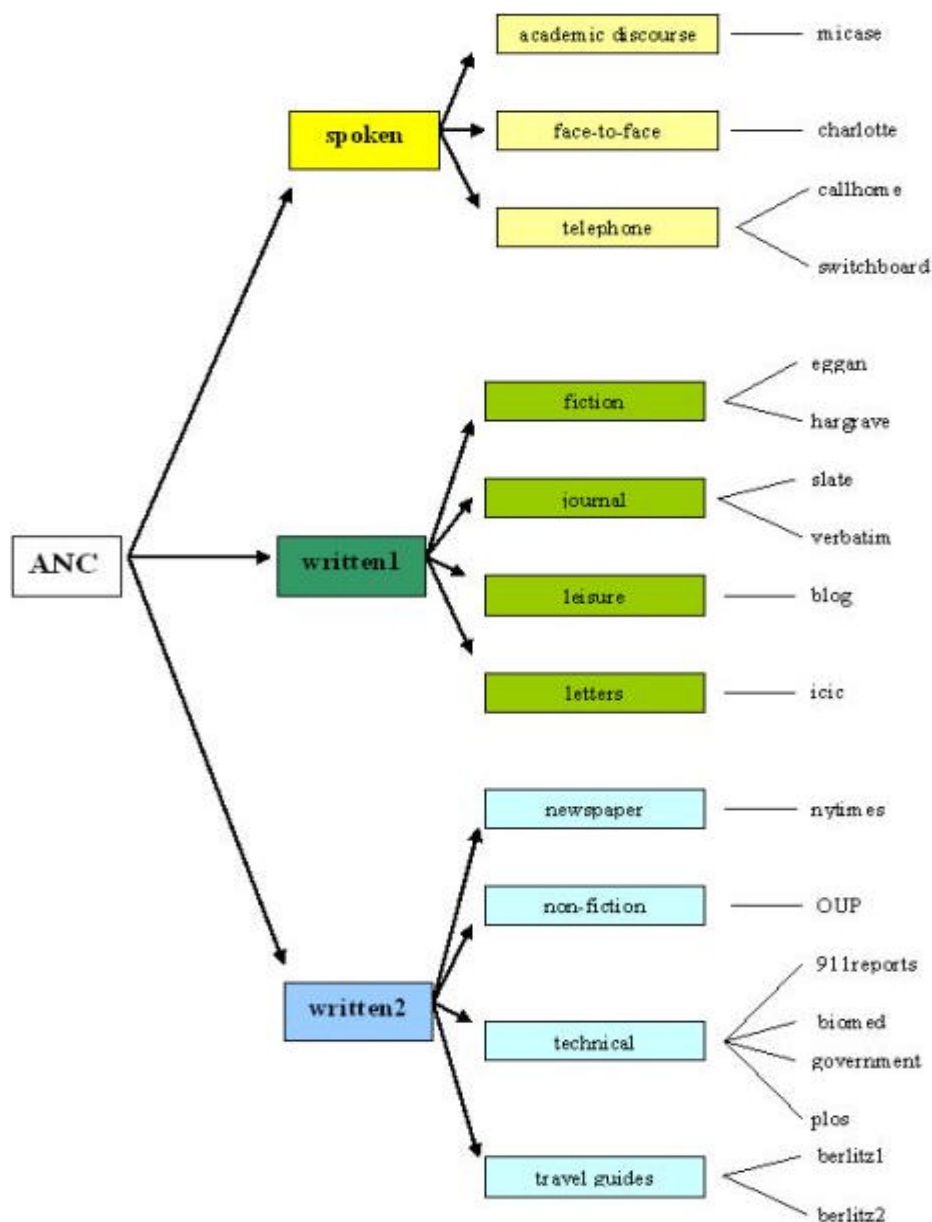 academic discourse
micase
spoken
face-to-face
charlotte
callhome
telephone
switchboard
eggan
fiction
hargrave
slate
journal
verbatim
ANC
written1
leisure
blog
letters
icic
newspaper
nytimes
non-fiction
OUP
911reports
written2
biomed
technical
government
plos
berlitz1
travel guides
berlitz2